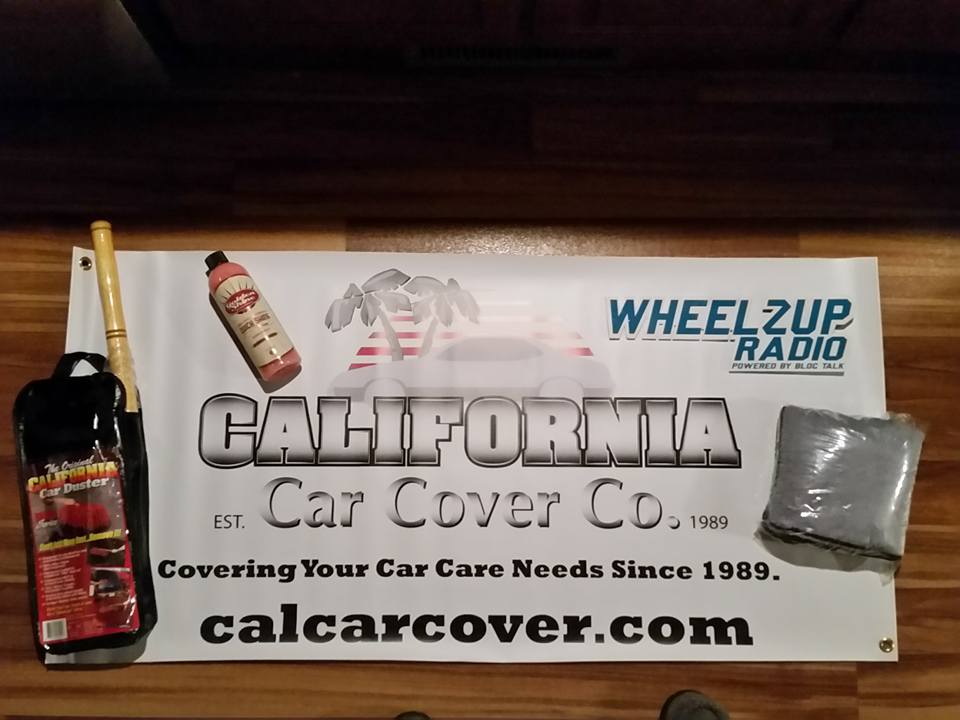 WHEELZUP
RADIO
POWERED BY BLOC TALK
CALIFORNIA
EST. Car Cover Co. 1989
Covering Your Car Care Needs Since 1989.
calcarcover.com
The Original
CALIFORNIA
Car Duster